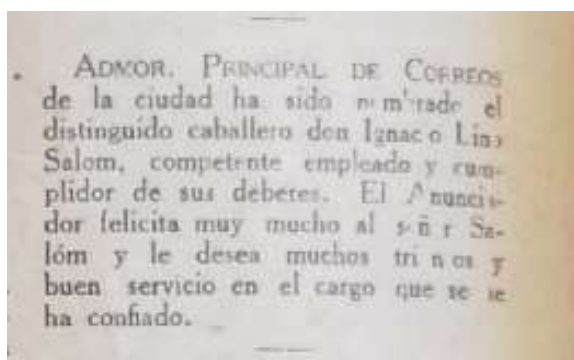 ADMOR. PRINCIPAL DE CORREOS
de la ciudad ha sido nombrado el
distinguido caballero don Ignacio Lino
Salom, competente empleado y cum-
plidor de sus deberes. El Anuncia-
dor felicita muy mucho al señor Sa-
lóm y le desea muchos triunfos y
buen servicio en el cargo que se le
ha confiado.